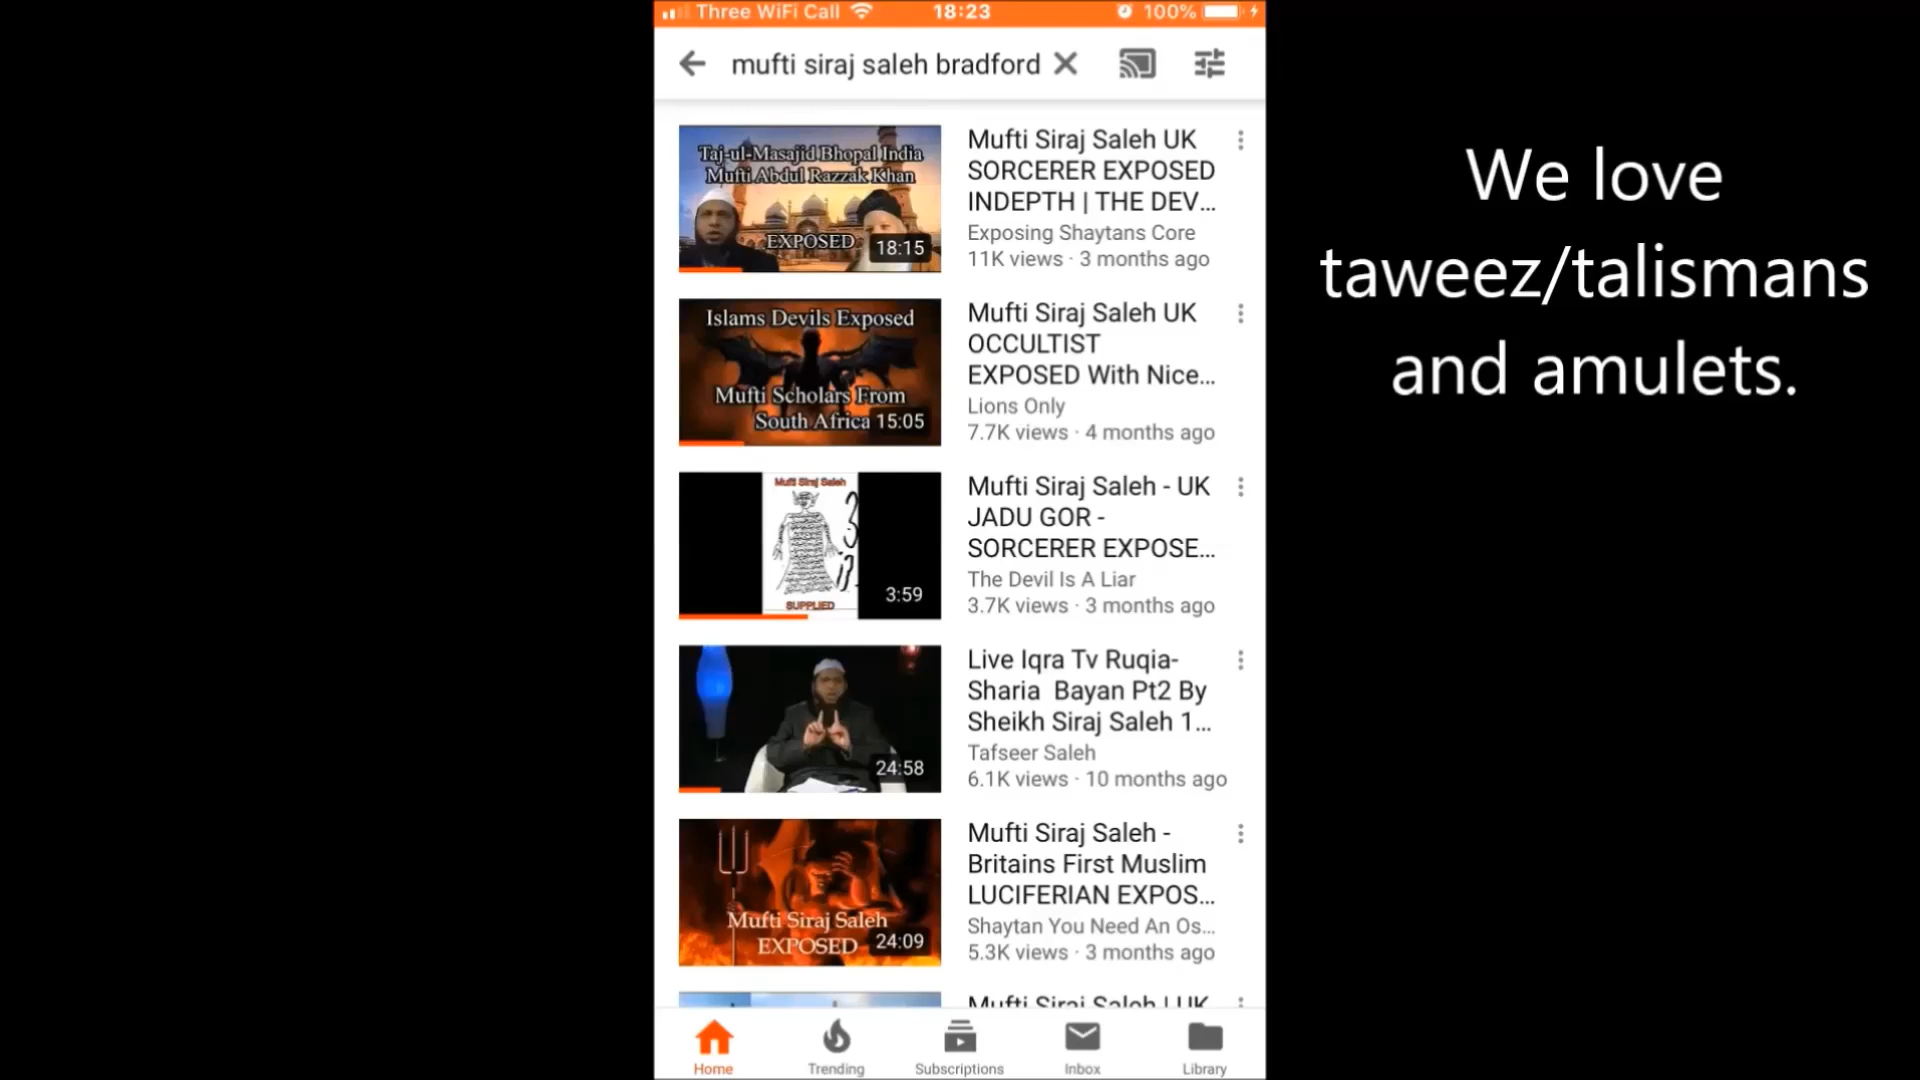 Three WiFi Call
18:23
100%
mufti siraj saleh bradford
Taj-ul-Masajid Bhopal India
Mufti Abdul Razzak Khan
EXPOSED
18:15
Mufti Siraj Saleh UK
SORCERER EXPOSED
INDEPTH | THE DEV...
Exposing Shaytans Core
11K views · 3 months ago
Islams Devils Exposed
Mufti Scholars From
South Africa
15:05
Mufti Siraj Saleh UK
OCCULTIST
EXPOSED With Nice...
Lions Only
7.7K views · 4 months ago
Mufti Siraj Saleh
SUPPLIED
3:59
Mufti Siraj Saleh - UK
JADU GOR -
SORCERER EXPOSE...
The Devil Is A Liar
3.7K views · 3 months ago
24:58
Live Iqra Tv Ruqia-
Sharia Bayan Pt2 By
Sheikh Siraj Saleh 1...
Tafseer Saleh
6.1K views · 10 months ago
Mufti Siraj Saleh
EXPOSED
24:09
Mufti Siraj Saleh -
Britains First Muslim
LUCIFERIAN EXPOS...
Shaytan You Need An Os...
5.3K views · 3 months ago
Mufti Siraj Saleh | UK
Home
Trending
Subscriptions
Inbox
Library
We love
taweez/talismans
and amulets.